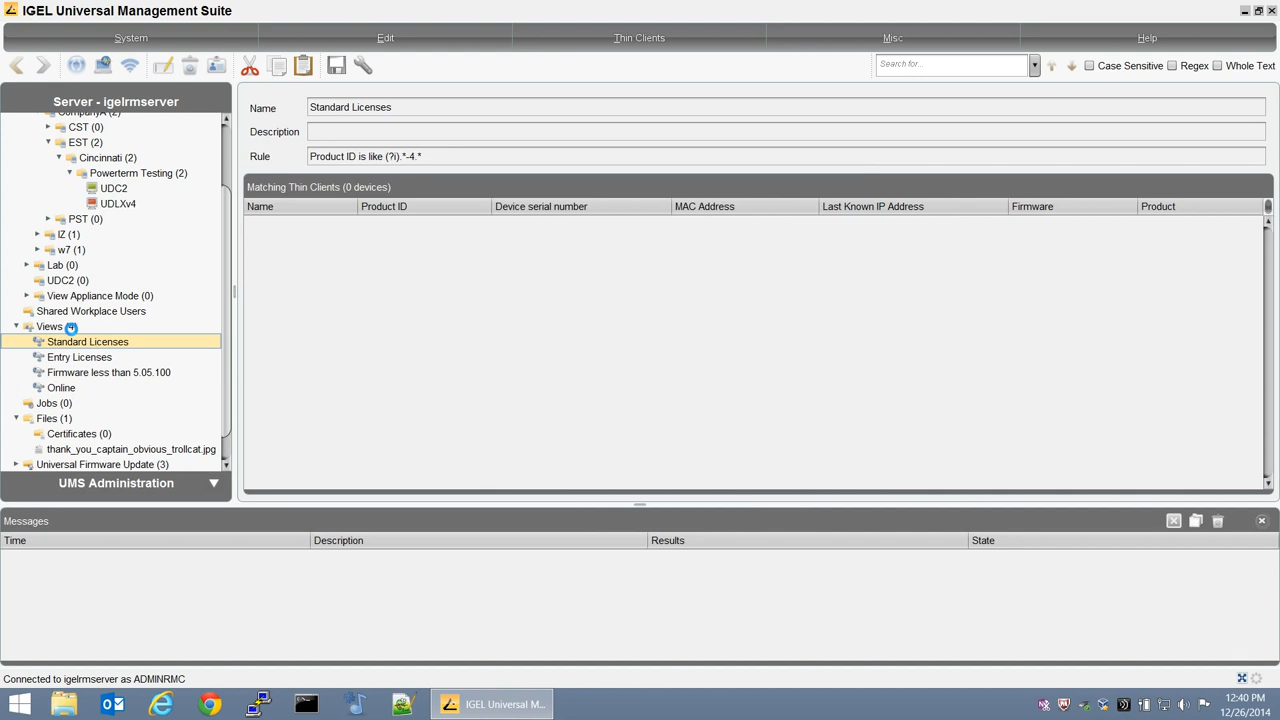 IGEL Universal Management Suite
System Edit Thin Clients Misc Help
Search for... Case Sensitive Regex Whole Text
Server - igelrmserver
CompanyA (2)
CST (0)
EST (2)
Cincinnati (2)
Powerterm Testing (2)
UDC2
UDLXv4
PST (0)
IZ (1)
w7 (1)
Lab (0)
UDC2 (0)
View Appliance Mode (0)
Shared Workplace Users
Views
Standard Licenses
Entry Licenses
Firmware less than 5.05.100
Online
Jobs (0)
Files (1)
Certificates (0)
thank_you_captain_obvious_trollcat.jpg
Universal Firmware Update (3)
UMS Administration
Name Standard Licenses
Description
Rule Product ID is like (?i).*-4.*
Matching Thin Clients (0 devices)
Name Product ID Device serial number MAC Address Last Known IP Address Firmware Product
Messages
Time Description Results State
Connected to igelrmserver as ADMINRMC
IGEL Universal M...
12:40 PM
12/26/2014